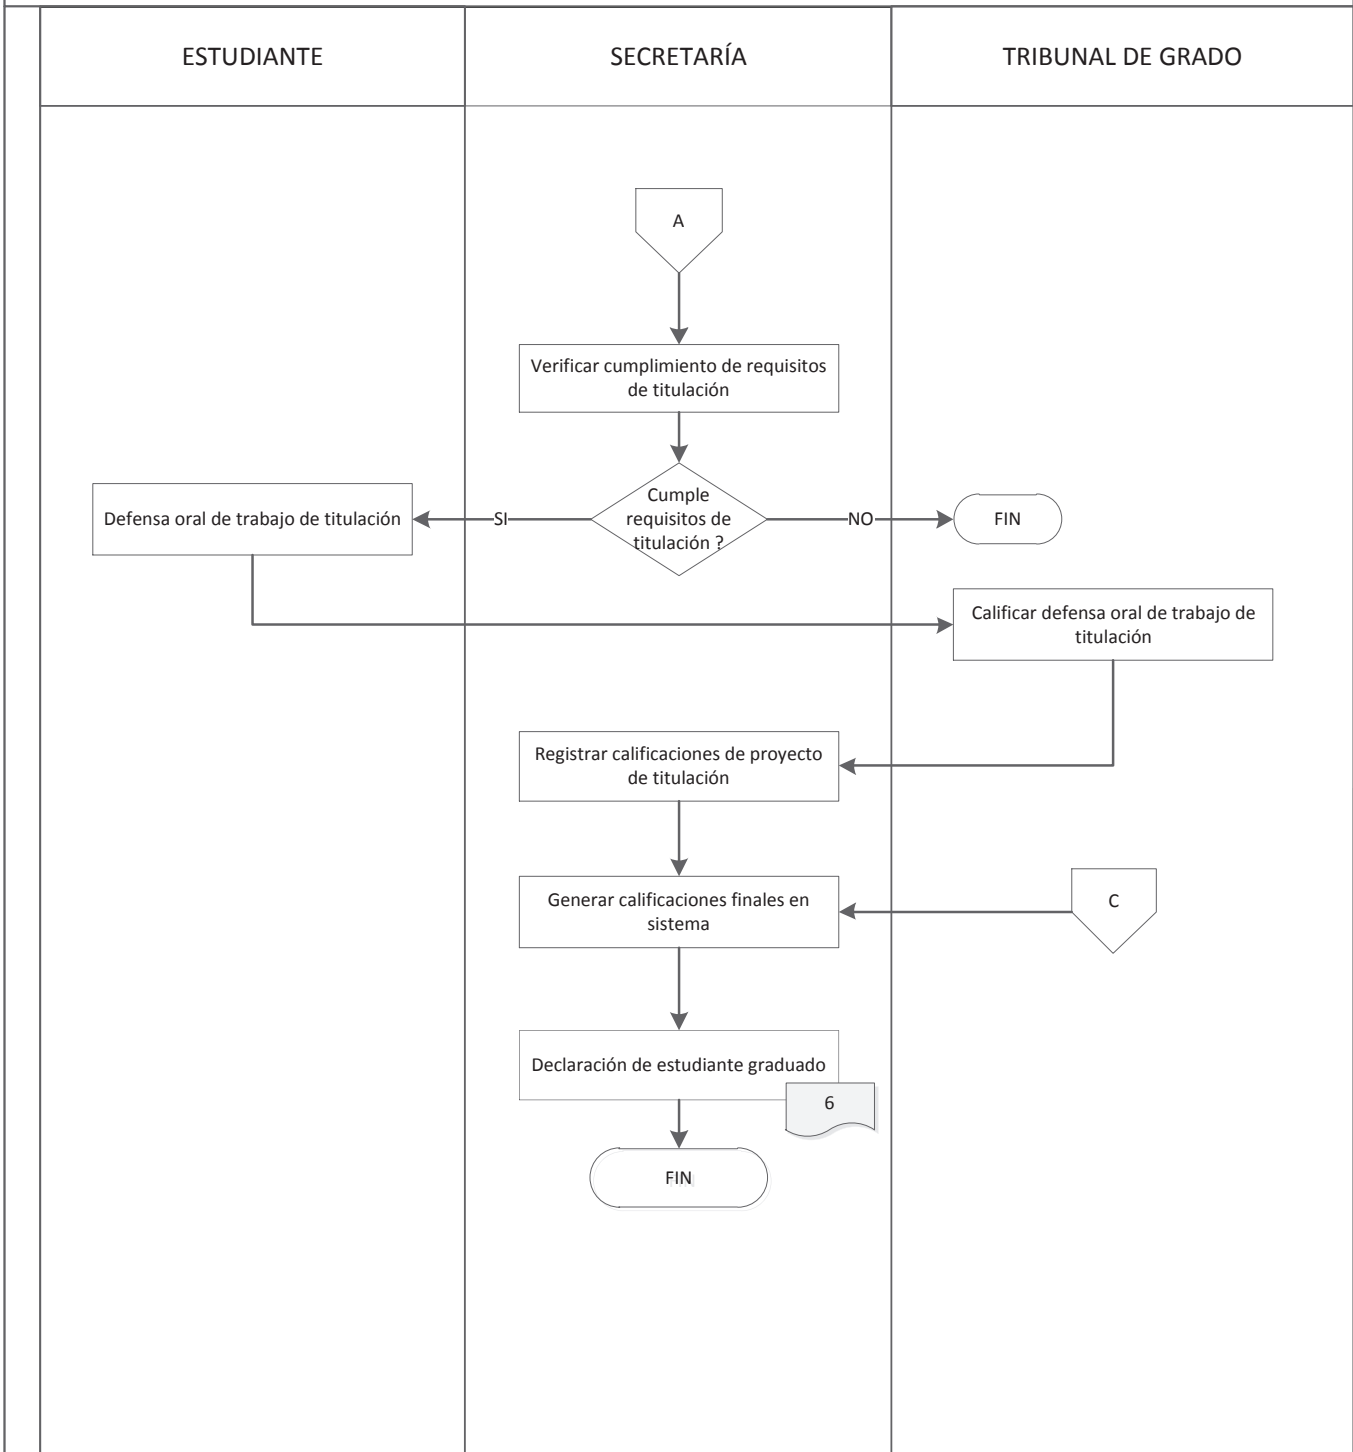 ESTUDIANTE
SECRETARÍA
TRIBUNAL DE GRADO
A
Verificar cumplimiento de requisitos
de titulación
Cumple
requisitos de
titulación ?
SI
NO
Defensa oral de trabajo de titulación
FIN
Calificar defensa oral de trabajo de
titulación
Registrar calificaciones de proyecto
de titulación
Generar calificaciones finales en
sistema
C
Declaración de estudiante graduado
6
FIN